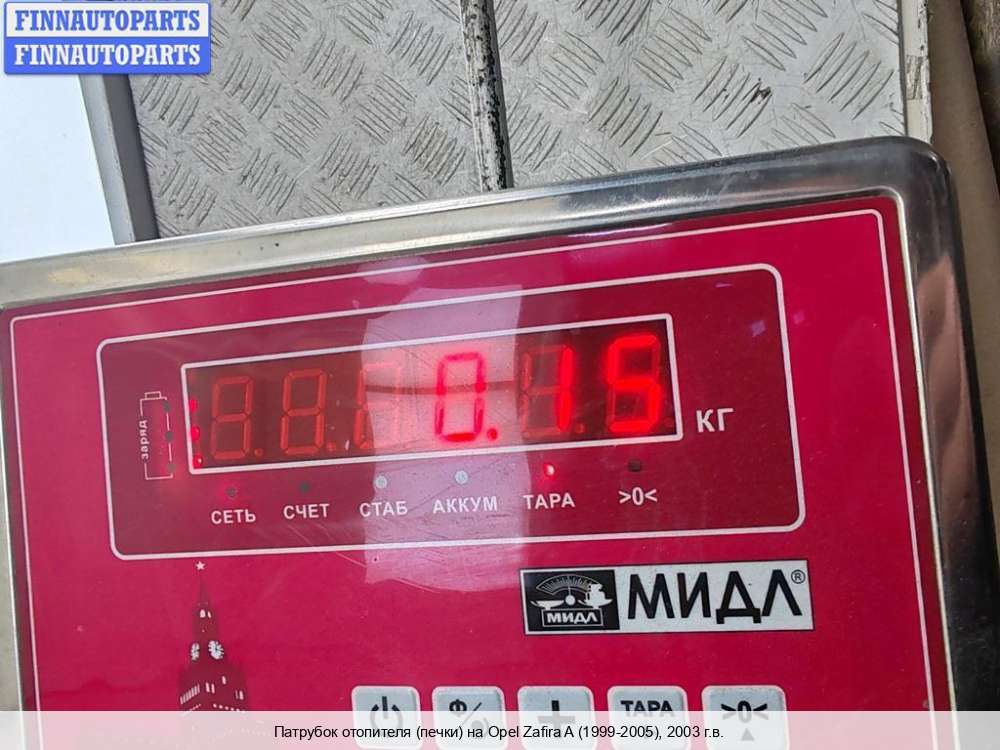 FINNAUTOPARTS
FINNAUTOPARTS
заряд
0.15
КГ
СЕТЬ СЧЕТ СТАБ АККУМ ТАРА >0<
МИДЛ
МИДЛ®
Ф/
+ ТАРА >0<
Патрубок отопителя (печки) на Opel Zafira A (1999-2005), 2003 г.в.